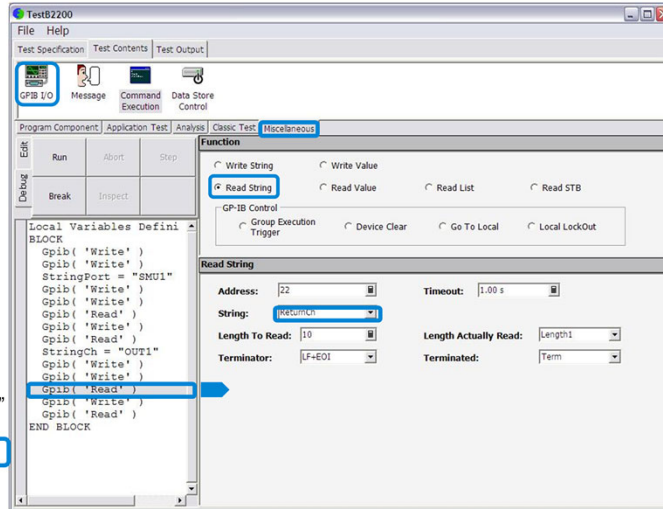 TestB2200
File Help
Test Specification Test Contents Test Output
GPIB I/O Message Command Execution Data Store Control
Program Component Application Test Analysis Classic Test Miscellaneous
Edit
Debug
Run Abort Step
Break Inspect
Local Variables Defini
BLOCK
Gpib( 'Write' )
Gpib( 'Write' )
StringPort = "SMU1"
Gpib( 'Write' )
Gpib( 'Write' )
Gpib( 'Read' )
Gpib( 'Write' )
Gpib( 'Read' )
StringCh = "OUT1"
Gpib( 'Write' )
Gpib( 'Write' )
Gpib( 'Read' )
Gpib( 'Write' )
Gpib( 'Read' )
END BLOCK
”
Function
Write String Write Value
Read String Read Value Read List Read STB
GP-IB Control
Group Execution Trigger Device Clear Go To Local Local LockOut
Read String
Address: 22 Timeout: 1.00 s
String: ReturnCh
Length To Read: 10 Length Actually Read: Length1
Terminator: LF+EOI Terminated: Term